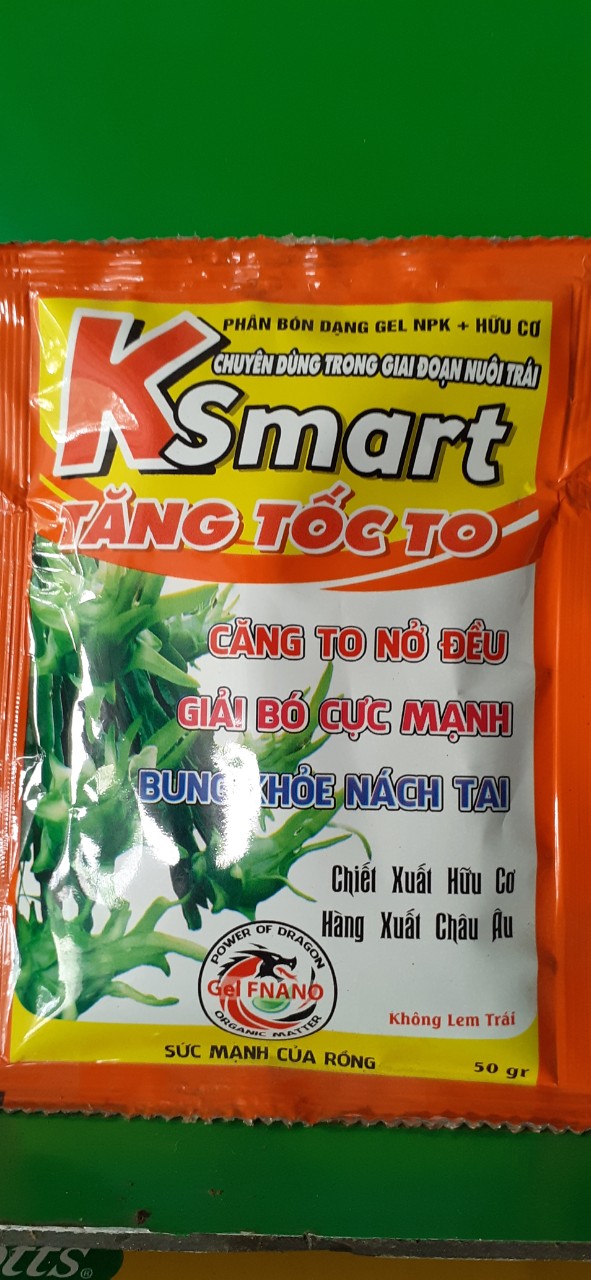 PHÂN BÓN DẠNG GEL NPK + HỮU CƠ
CHUYÊN DÙNG TRONG GIAI ĐOẠN NUÔI TRÁI
KSmart
TĂNG TỐC TO
CĂNG TO NỞ ĐỀU
GIẢI BÓ CỰC MẠNH
BUNG KHỎE NÁCH TAI
Chiết Xuất Hữu Cơ
Hàng Xuất Châu Âu
POWER OF DRAGON
Gel FNANO
ORGANIC MATTER
Không Lem Trái
SỨC MẠNH CỦA RỒNG
50 gr